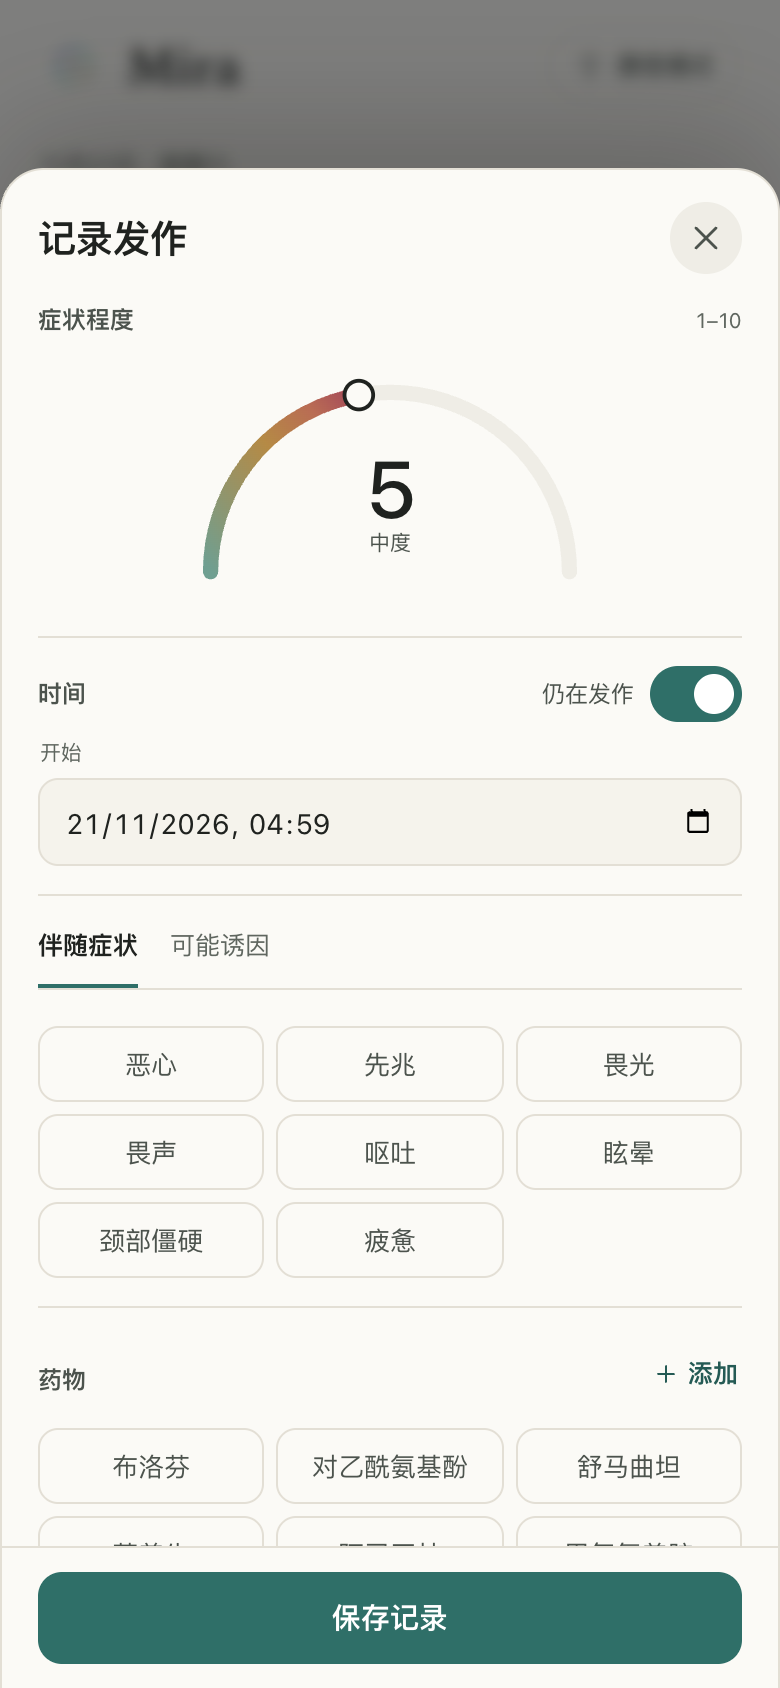 Mira
记录发作
症状程度 1–10
5
中度
时间 仍在发作
开始
21/11/2026, 04:59
伴随症状 可能诱因
恶心 先兆 畏光
畏声 呕吐 眩晕
颈部僵硬 疲惫
药物 + 添加
布洛芬 对乙酰氨基酚 舒马曲坦
保存记录